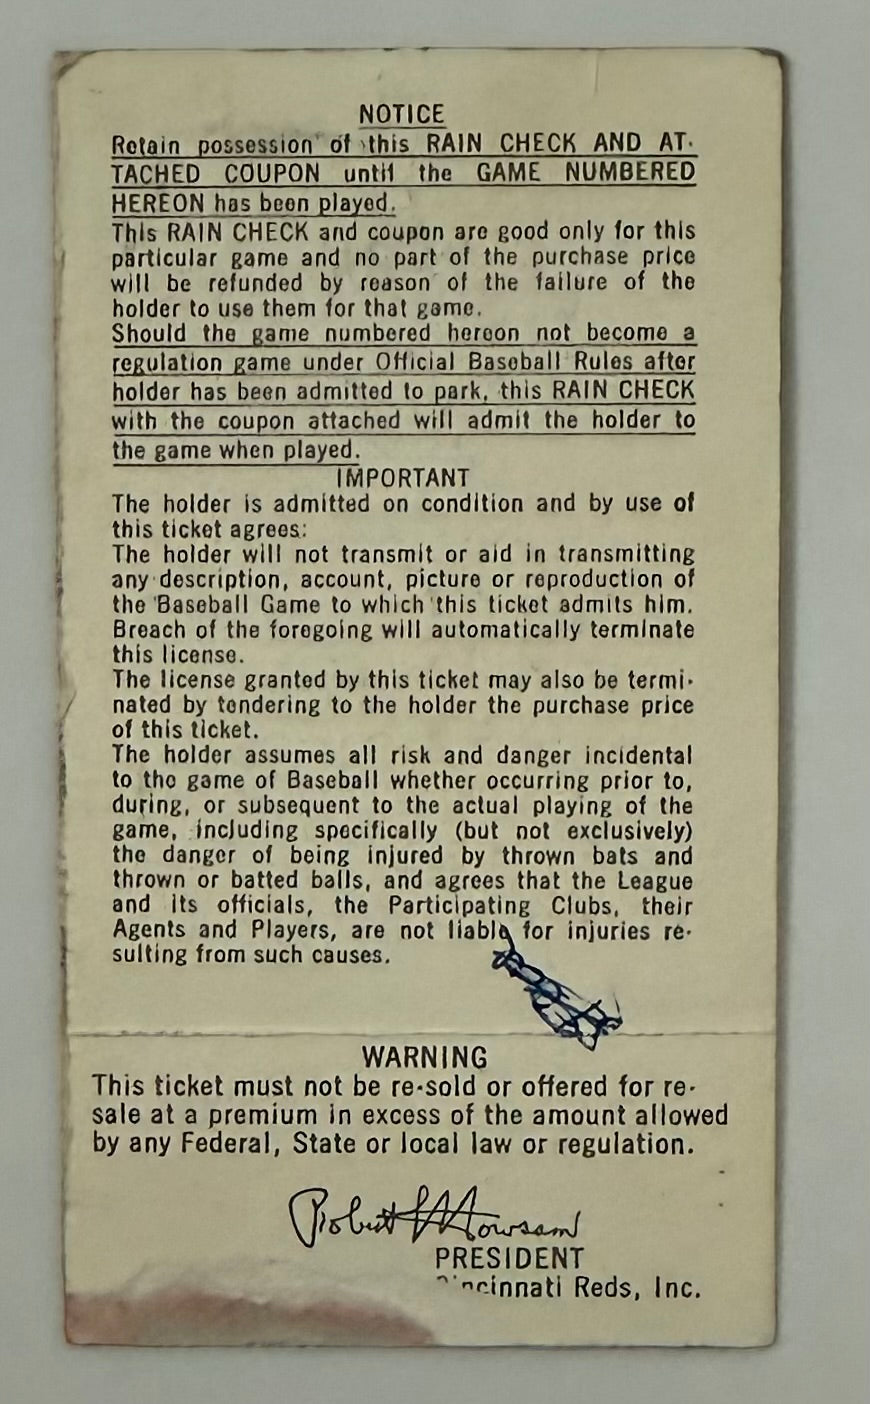 NOTICE
Retain possession of this RAIN CHECK AND AT-
TACHED COUPON until the GAME NUMBERED
HEREON has been played.
This RAIN CHECK and coupon are good only for this
particular game and no part of the purchase price
will be refunded by reason of the failure of the
holder to use them for that game.
Should the game numbered hereon not become a
regulation game under Official Baseball Rules after
holder has been admitted to park, this RAIN CHECK
with the coupon attached will admit the holder to
the game when played.
IMPORTANT
The holder is admitted on condition and by use of
this ticket agrees:
The holder will not transmit or aid in transmitting
any description, account, picture or reproduction of
the Baseball Game to which this ticket admits him.
Breach of the foregoing will automatically terminate
this license.
The license granted by this ticket may also be termi-
nated by tendering to the holder the purchase price
of this ticket.
The holder assumes all risk and danger incidental
to the game of Baseball whether occurring prior to,
during, or subsequent to the actual playing of the
game, including specifically (but not exclusively)
the danger of being injured by thrown bats and
thrown or batted balls, and agrees that the League
and its officials, the Participating Clubs, their
Agents and Players, are not liable for injuries re-
sulting from such causes.
WARNING
This ticket must not be re-sold or offered for re-
sale at a premium in excess of the amount allowed
by any Federal, State or local law or regulation.
Robert L Howsam
PRESIDENT
Cincinnati Reds, Inc.